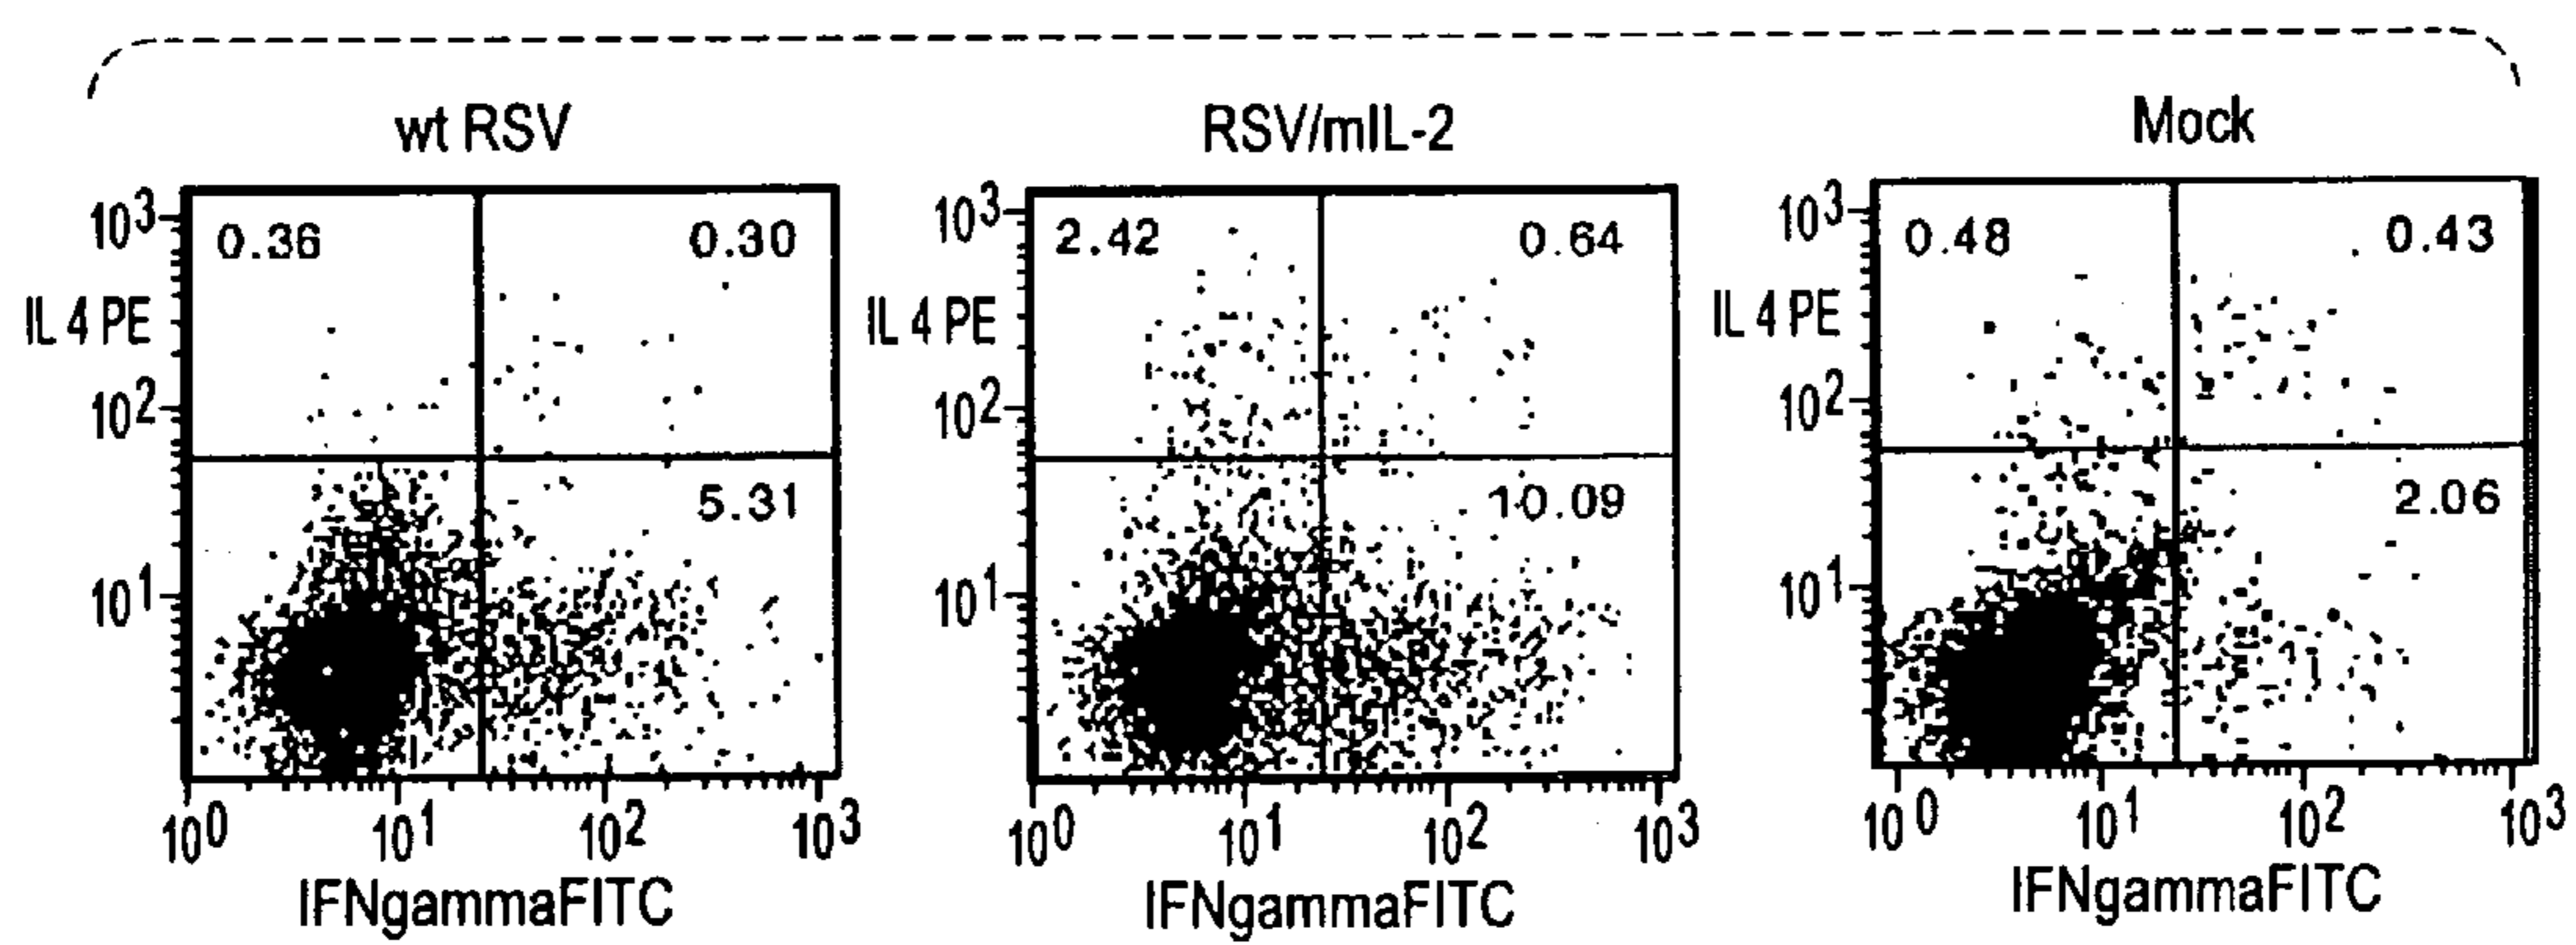 wt RSV
RSV/mIL-2
Mock
10³
0.36
0.30
IL 4 PE
10²
5.31
10¹
10⁰ 10¹ 10² 10³
IFNgammaFITC
10³
2.42
0.64
IL 4 PE
10²
10.09
10¹
10⁰ 10¹ 10² 10³
IFNgammaFITC
10³
0.48
0.43
IL 4 PE
10²
2.06
10¹
10⁰ 10¹ 10² 10³
IFNgammaFITC